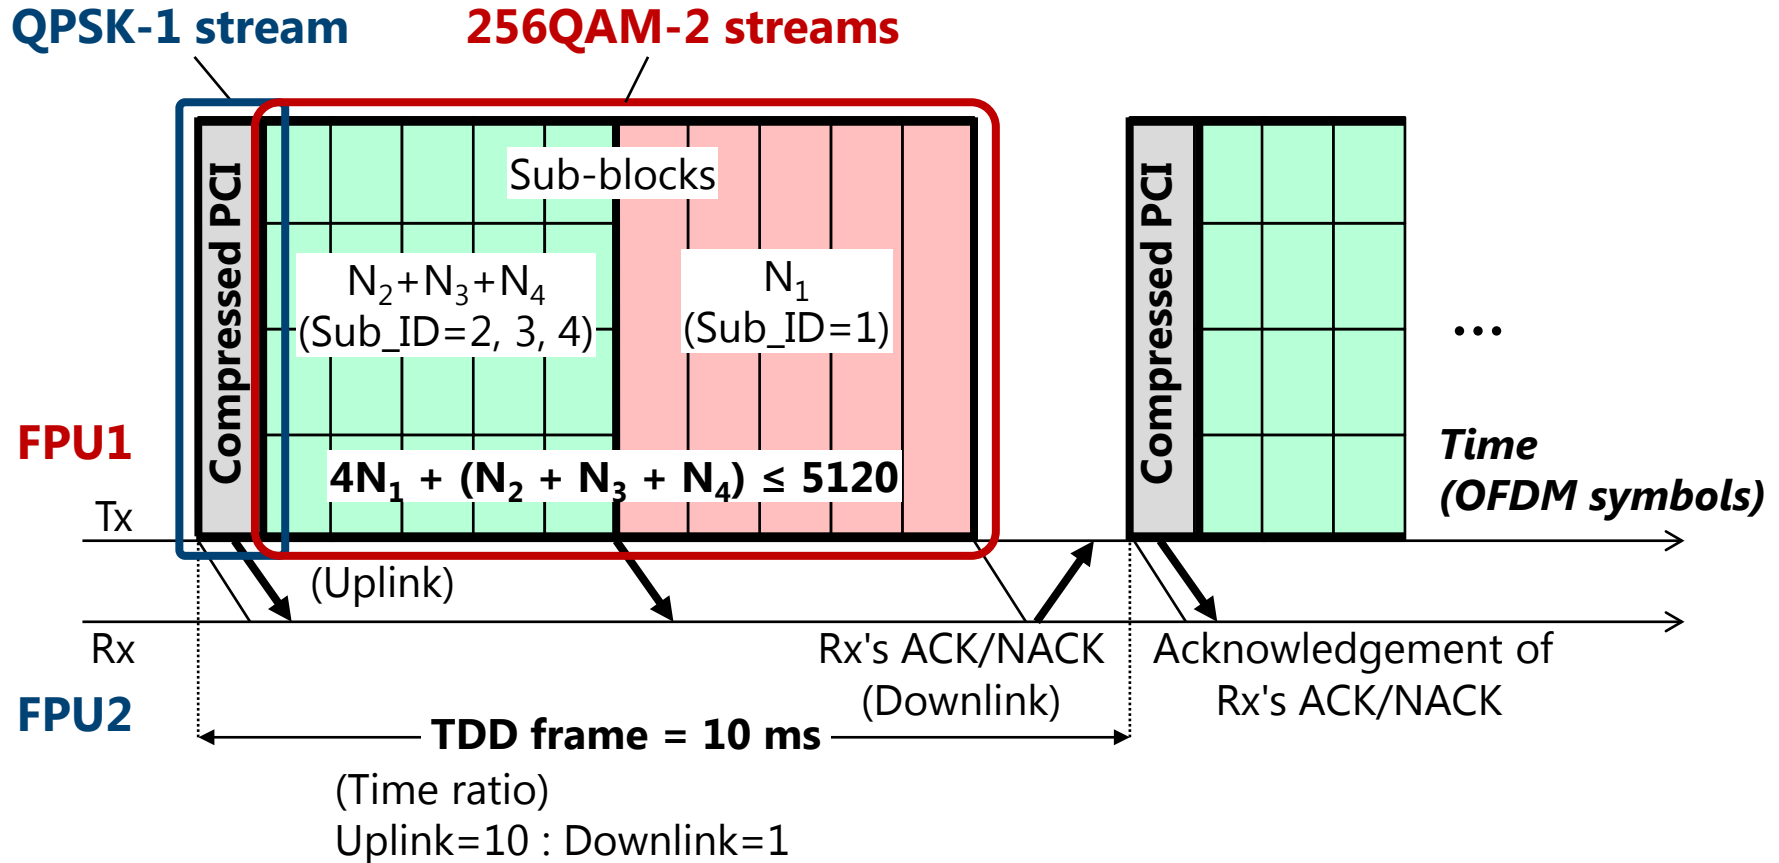 QPSK-1 stream
256QAM-2 streams
Compressed PCI
Sub-blocks
N₂+N₃+N₄
(Sub_ID=2, 3, 4)
N₁
(Sub_ID=1)
4N₁ + (N₂ + N₃ + N₄) ≤ 5120
Compressed PCI
...
FPU1
Time
(OFDM symbols)
Tx
(Uplink)
Rx
Rx's ACK/NACK
(Downlink)
Acknowledgement of
Rx's ACK/NACK
FPU2
TDD frame = 10 ms
(Time ratio)
Uplink=10 : Downlink=1